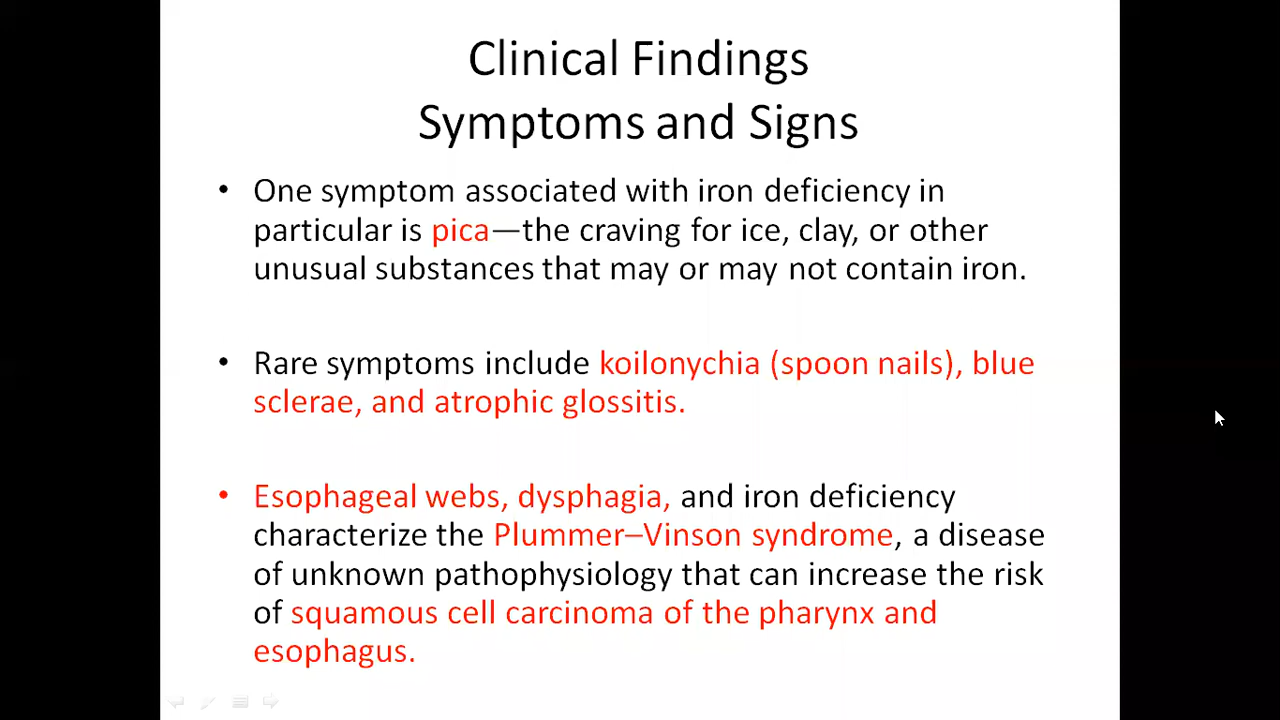 Clinical Findings
Symptoms and Signs
• One symptom associated with iron deficiency in
particular is pica—the craving for ice, clay, or other
unusual substances that may or may not contain iron.
• Rare symptoms include koilonychia (spoon nails), blue
sclerae, and atrophic glossitis.
• Esophageal webs, dysphagia, and iron deficiency
characterize the Plummer–Vinson syndrome, a disease
of unknown pathophysiology that can increase the risk
of squamous cell carcinoma of the pharynx and
esophagus.